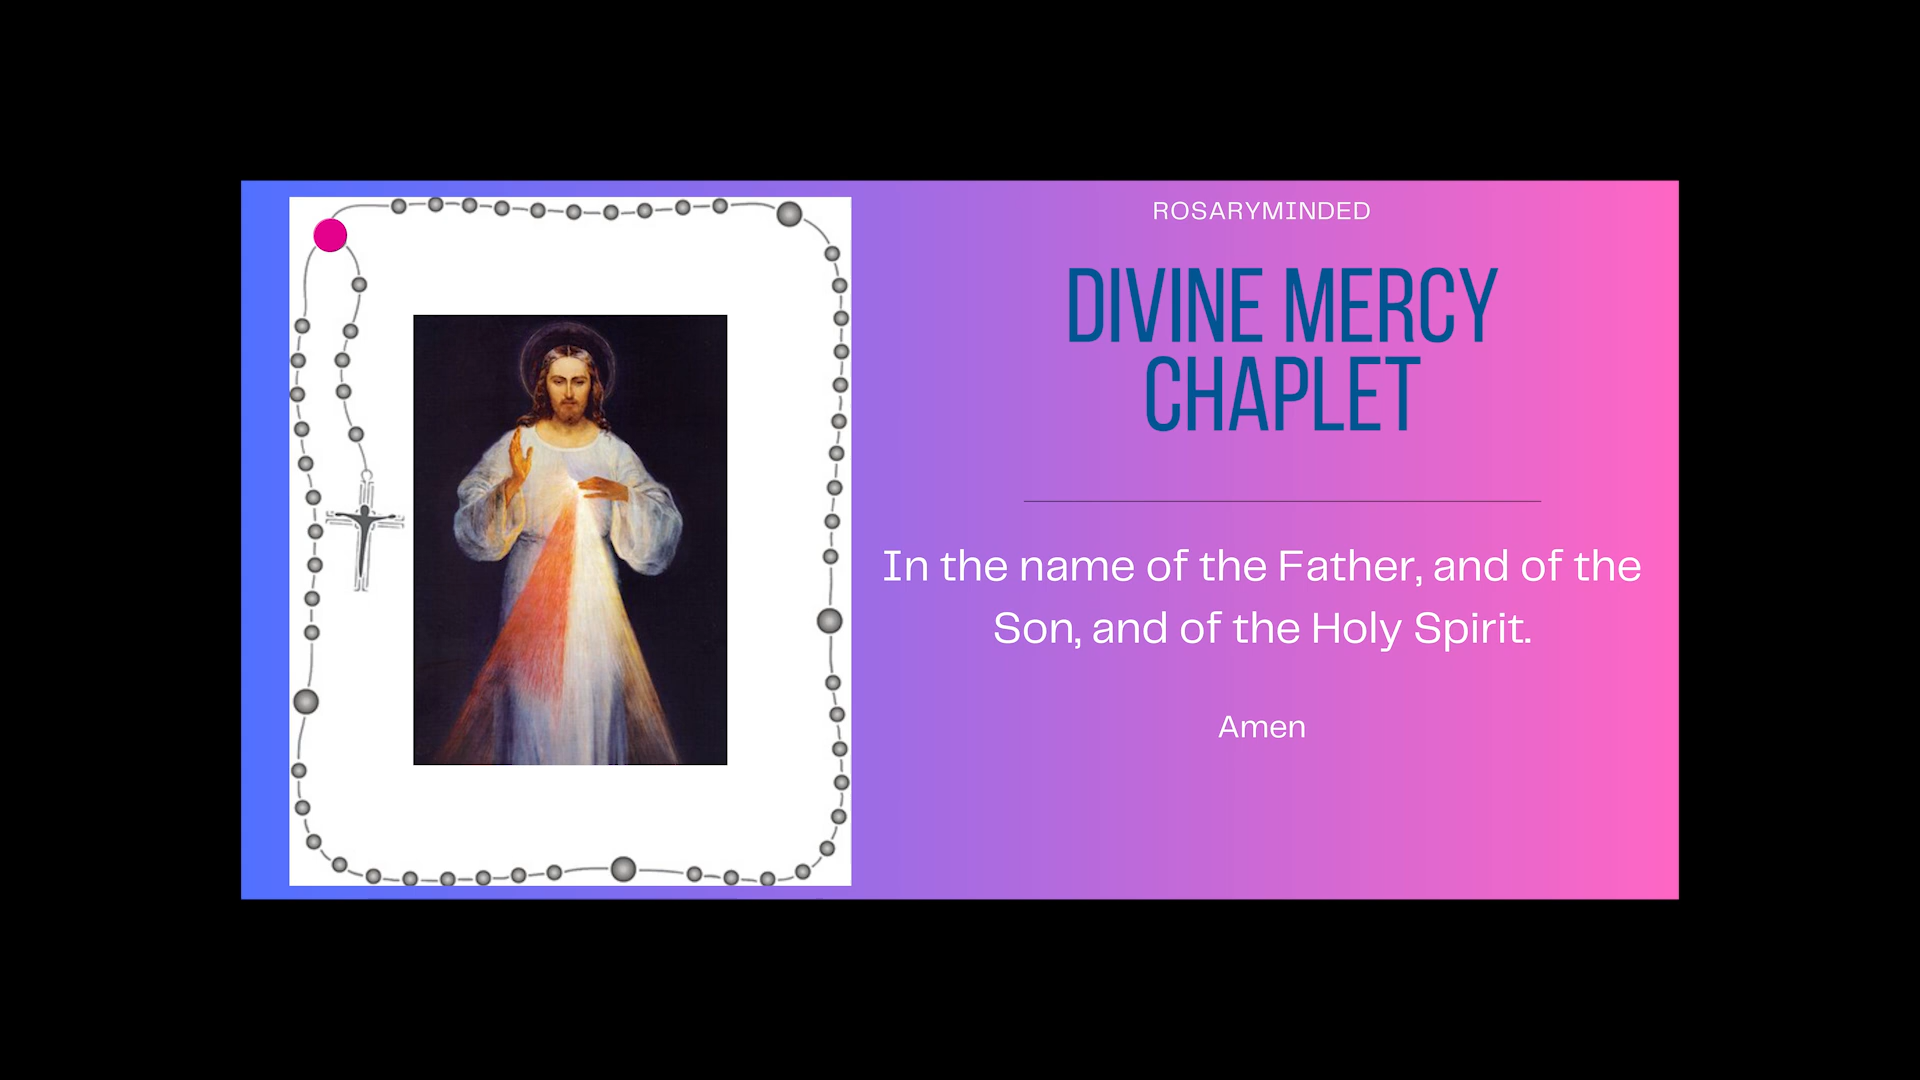 ROSARYMINDED
DIVINE MERCY
CHAPLET
In the name of the Father, and of the
Son, and of the Holy Spirit.
Amen